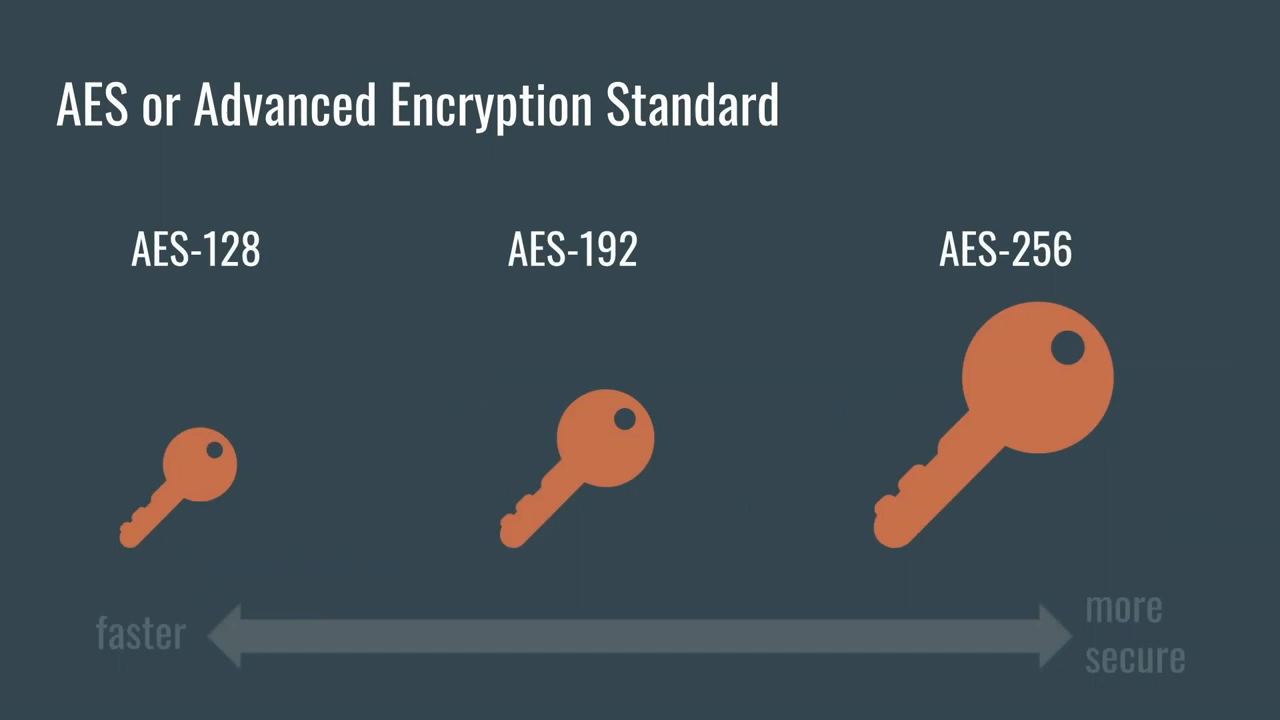 AES or Advanced Encryption Standard
AES-128
AES-192
AES-256
faster
more
secure